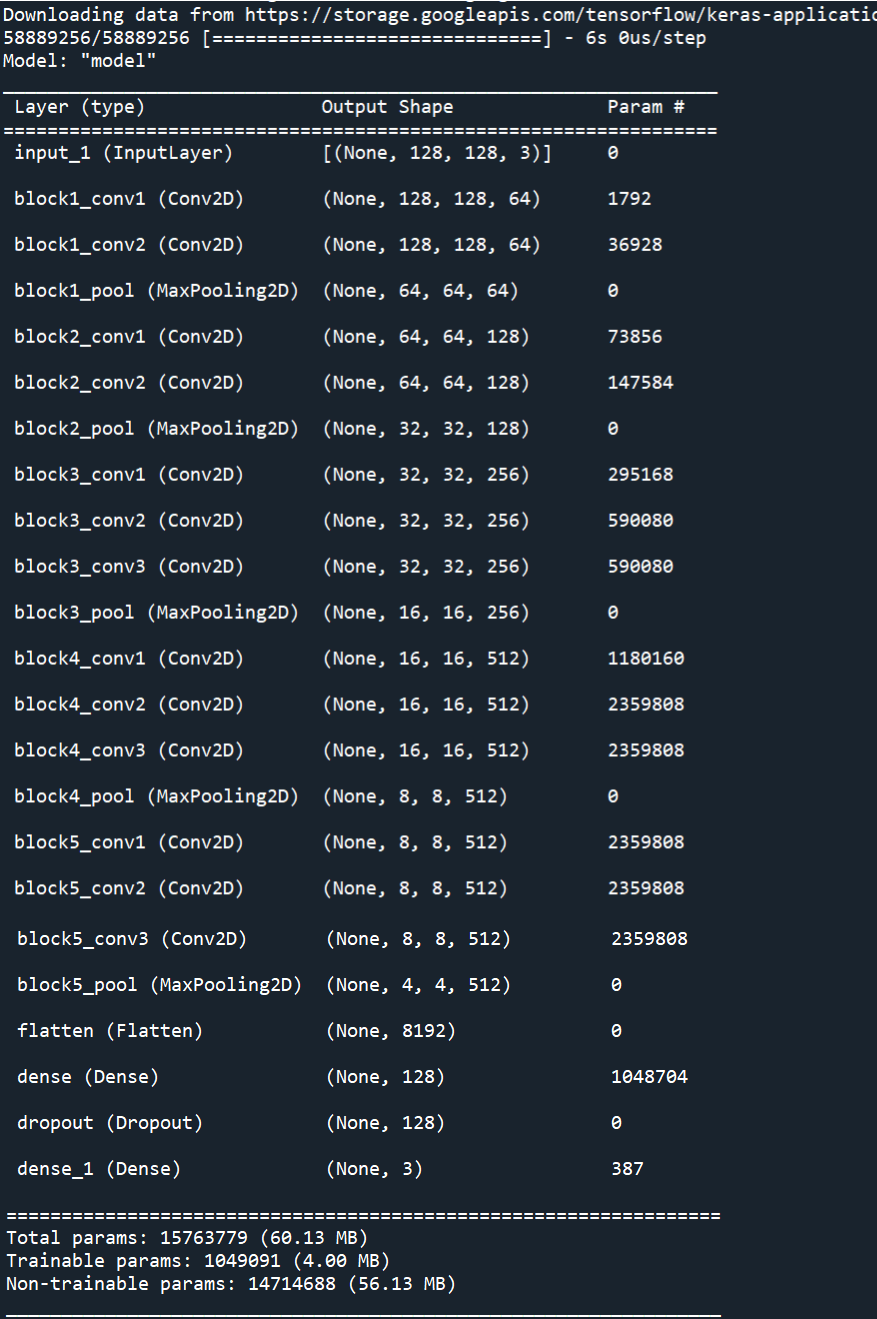 Downloading data from https://storage.googleapis.com/tensorflow/keras-applicatio
58889256/58889256 [==============================] - 6s 0us/step
Model: "model"
_________________________________________________________________
Layer (type) Output Shape Param #
=================================================================
input_1 (InputLayer) [(None, 128, 128, 3)] 0
block1_conv1 (Conv2D) (None, 128, 128, 64) 1792
block1_conv2 (Conv2D) (None, 128, 128, 64) 36928
block1_pool (MaxPooling2D) (None, 64, 64, 64) 0
block2_conv1 (Conv2D) (None, 64, 64, 128) 73856
block2_conv2 (Conv2D) (None, 64, 64, 128) 147584
block2_pool (MaxPooling2D) (None, 32, 32, 128) 0
block3_conv1 (Conv2D) (None, 32, 32, 256) 295168
block3_conv2 (Conv2D) (None, 32, 32, 256) 590080
block3_conv3 (Conv2D) (None, 32, 32, 256) 590080
block3_pool (MaxPooling2D) (None, 16, 16, 256) 0
block4_conv1 (Conv2D) (None, 16, 16, 512) 1180160
block4_conv2 (Conv2D) (None, 16, 16, 512) 2359808
block4_conv3 (Conv2D) (None, 16, 16, 512) 2359808
block4_pool (MaxPooling2D) (None, 8, 8, 512) 0
block5_conv1 (Conv2D) (None, 8, 8, 512) 2359808
block5_conv2 (Conv2D) (None, 8, 8, 512) 2359808
block5_conv3 (Conv2D) (None, 8, 8, 512) 2359808
block5_pool (MaxPooling2D) (None, 4, 4, 512) 0
flatten (Flatten) (None, 8192) 0
dense (Dense) (None, 128) 1048704
dropout (Dropout) (None, 128) 0
dense_1 (Dense) (None, 3) 387
=================================================================
Total params: 15763779 (60.13 MB)
Trainable params: 1049091 (4.00 MB)
Non-trainable params: 14714688 (56.13 MB)
_________________________________________________________________